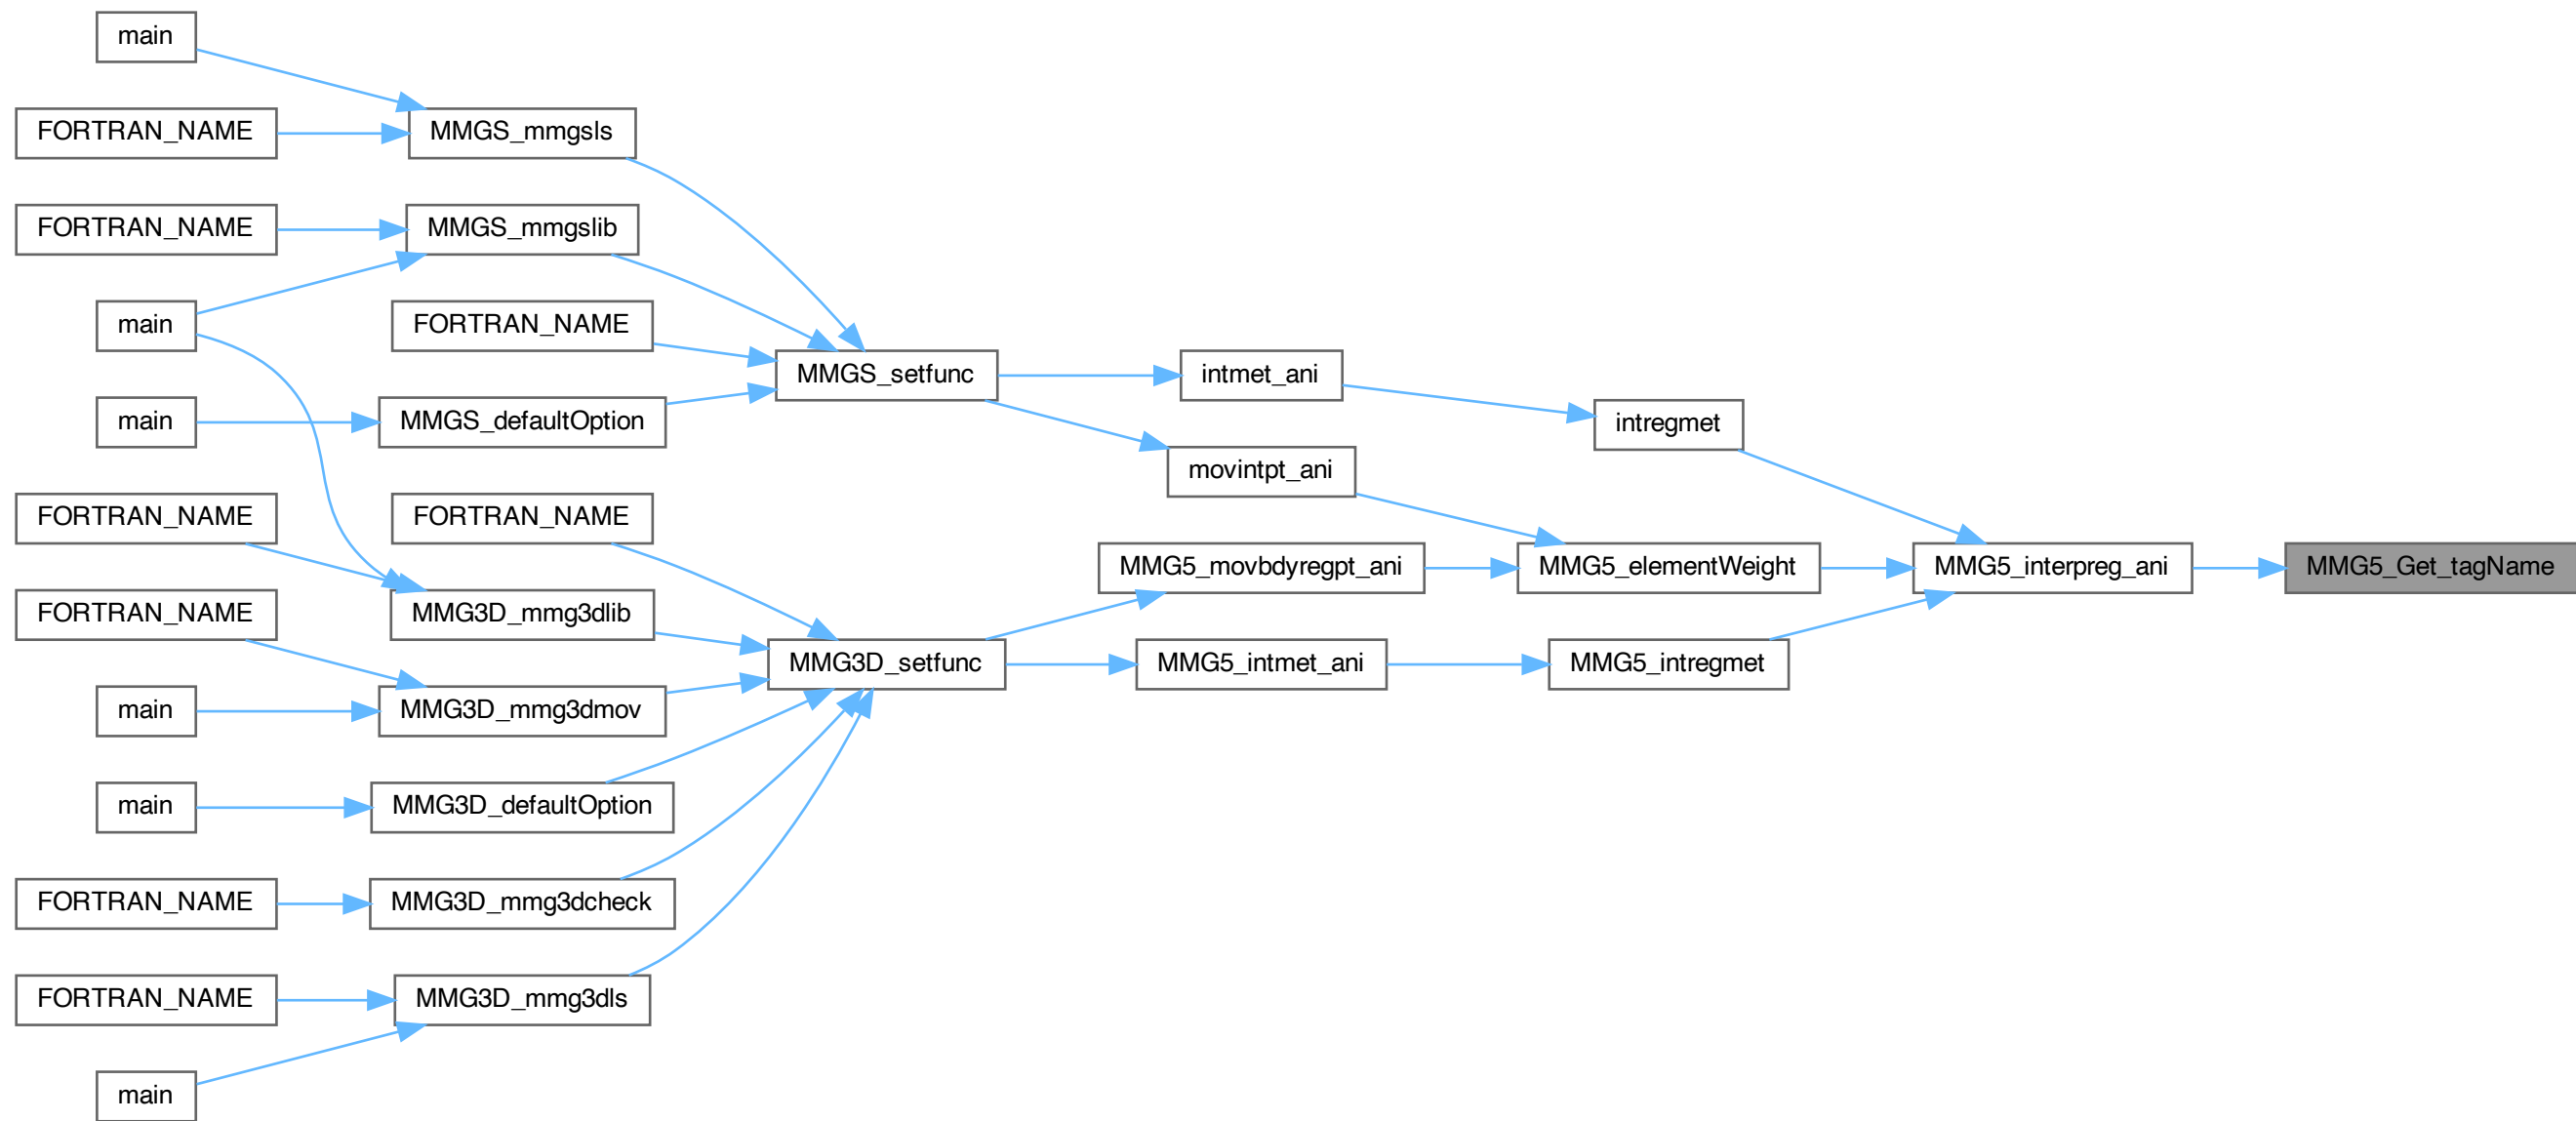 main
FORTRAN_NAME
MMGS_mmgsls
FORTRAN_NAME
MMGS_mmgslib
main
FORTRAN_NAME
MMGS_setfunc
intmet_ani
main
MMGS_defaultOption
intregmet
movintpt_ani
FORTRAN_NAME
FORTRAN_NAME
MMG5_movbdyregpt_ani
MMG5_elementWeight
MMG5_interpreg_ani
MMG5_Get_tagName
FORTRAN_NAME
MMG3D_mmg3dlib
MMG3D_setfunc
MMG5_intmet_ani
MMG5_intregmet
main
MMG3D_mmg3dmov
main
MMG3D_defaultOption
FORTRAN_NAME
MMG3D_mmg3dcheck
FORTRAN_NAME
MMG3D_mmg3dls
main